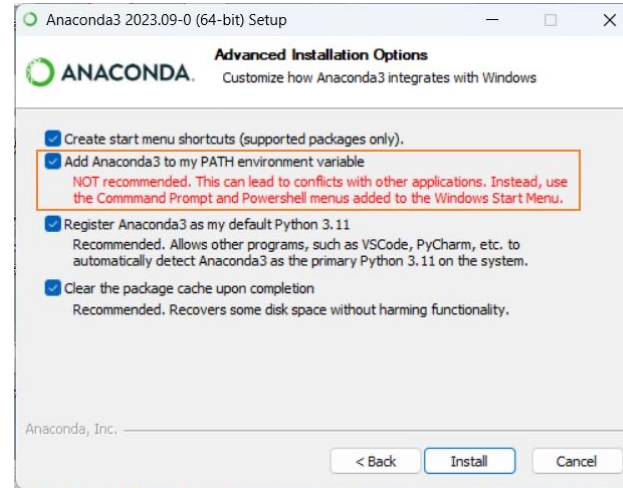 Anaconda3 2023.09-0 (64-bit) Setup
ANACONDA.
Advanced Installation Options
Customize how Anaconda3 integrates with Windows
Create start menu shortcuts (supported packages only).
Add Anaconda3 to my PATH environment variable
NOT recommended. This can lead to conflicts with other applications. Instead, use
the Commmand Prompt and Powershell menus added to the Windows Start Menu.
Register Anaconda3 as my default Python 3.11
Recommended. Allows other programs, such as VSCode, PyCharm, etc. to
automatically detect Anaconda3 as the primary Python 3.11 on the system.
Clear the package cache upon completion
Recommended. Recovers some disk space without harming functionality.
Anaconda, Inc.
< Back Install Cancel